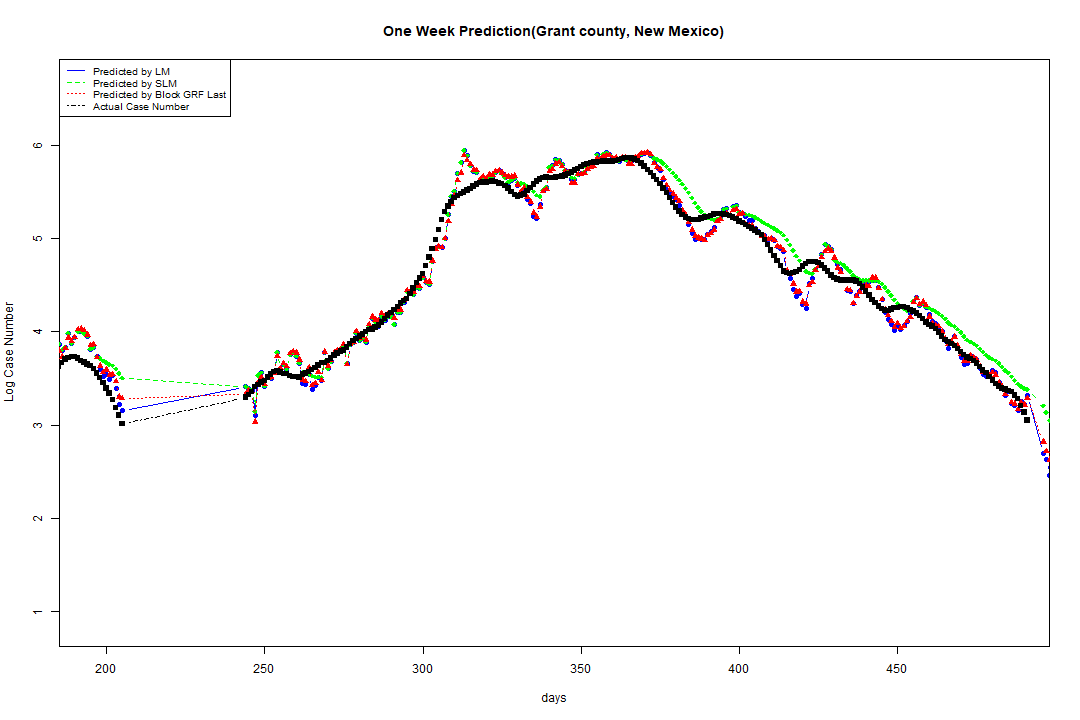 One Week Prediction(Grant county, New Mexico)
Predicted by LM
Predicted by SLM
Predicted by Block GRF Last
Actual Case Number
Log Case Number
6
5
4
3
2
1
200 250 300 350 400 450
days